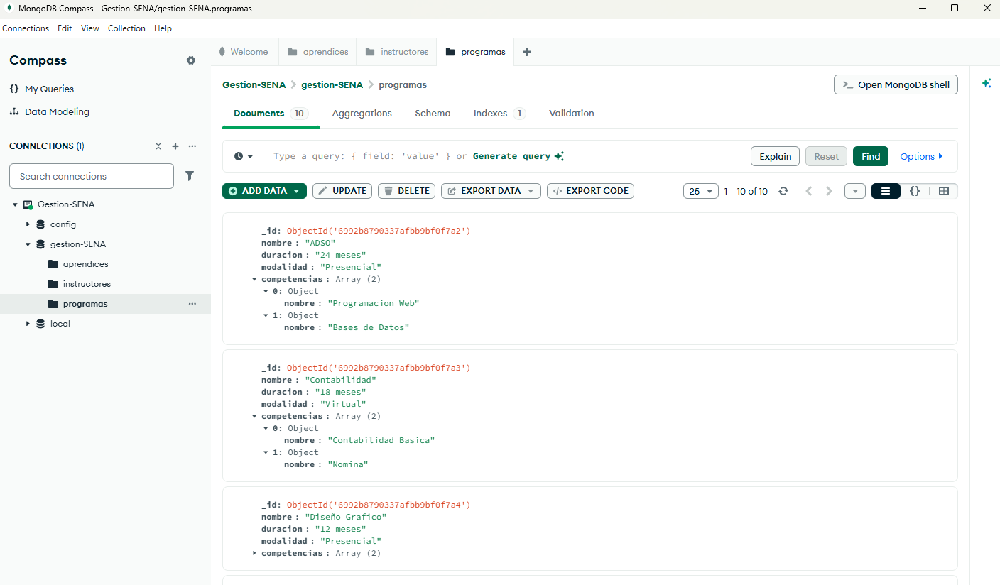 MongoDB Compass - Gestion-SENA/gestion-SENA.programas
Connections Edit View Collection Help
Compass
My Queries
Data Modeling
CONNECTIONS (1)
Search connections
Gestion-SENA
config
gestion-SENA
aprendices
instructores
programas
local
Welcome aprendices instructores programas
Gestion-SENA > gestion-SENA > programas
>_ Open MongoDB shell
Documents 10 Aggregations Schema Indexes 1 Validation
Type a query: { field: 'value' } or Generate query
Explain Reset Find Options
ADD DATA UPDATE DELETE EXPORT DATA EXPORT CODE
25 1 – 10 of 10 {}
_id: ObjectId('6992b8790337afbb9bf0f7a2')
nombre : "ADSO"
duracion : "24 meses"
modalidad : "Presencial"
competencias : Array (2)
0: Object
nombre : "Programacion Web"
1: Object
nombre : "Bases de Datos"
_id: ObjectId('6992b8790337afbb9bf0f7a3')
nombre : "Contabilidad"
duracion : "18 meses"
modalidad : "Virtual"
competencias : Array (2)
0: Object
nombre : "Contabilidad Basica"
1: Object
nombre : "Nomina"
_id: ObjectId('6992b8790337afbb9bf0f7a4')
nombre : "Diseño Grafico"
duracion : "12 meses"
modalidad : "Presencial"
competencias : Array (2)